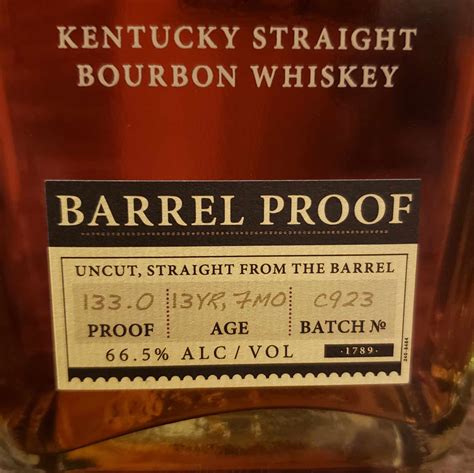 KENTUCKY STRAIGHT
BOURBON WHISKEY
BARREL PROOF
UNCUT, STRAIGHT FROM THE BARREL
133.0 13YR, 7MO C923
PROOF AGE BATCH №
66.5% ALC / VOL ·1789·